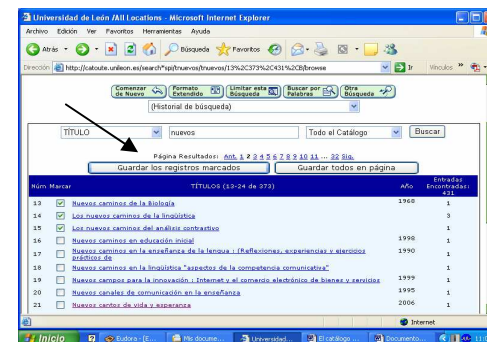 Universidad de León /All Locations - Microsoft Internet Explorer
Archivo Edición Ver Favoritos Herramientas Ayuda
Atrás Búsqueda Favoritos
Dirección http://catoute.unileon.es/search*spi/tnuevos/tnuevos/13%2C373%2C431%2CB/browse Ir Vínculos »
Comenzar de Nuevo Formato Extendido Limitar esta Búsqueda Buscar por Palabras Otra Búsqueda
(Historial de búsqueda)
TÍTULO nuevos Todo el Catálogo Buscar
Página Resultados: Ant. 1 2 3 4 5 6 7 8 9 10 11 ... 32 Sig.
Guardar los registros marcados Guardar todos en página
Núm Marcar TÍTULOS (13-24 de 373) Año Entradas Encontradas: 431
13 Nuevos caminos de la Biología 1968 1
14 Los nuevos caminos de la lingüística 3
15 Los nuevos caminos del análisis contrastivo 1
16 Nuevos caminos en educación inicial 1998 1
17 Nuevos caminos en la enseñanza de la lengua : (Reflexiones, experiencias y ejercicios prácticos de 1990 1
18 Nuevos caminos en la lingüística "aspectos de la competencia comunicativa" 1
19 Nuevos campos para la innovación : Internet y el comercio electrónico de bienes y servicios 1999 1
20 Nuevos canales de comunicación en la enseñanza 1995 1
21 Nuevos cantos de vida y esperanza 2006 1
Internet
Inicio Eudora - [E... Mis docume... Universidad... El catálogo ... Documento...